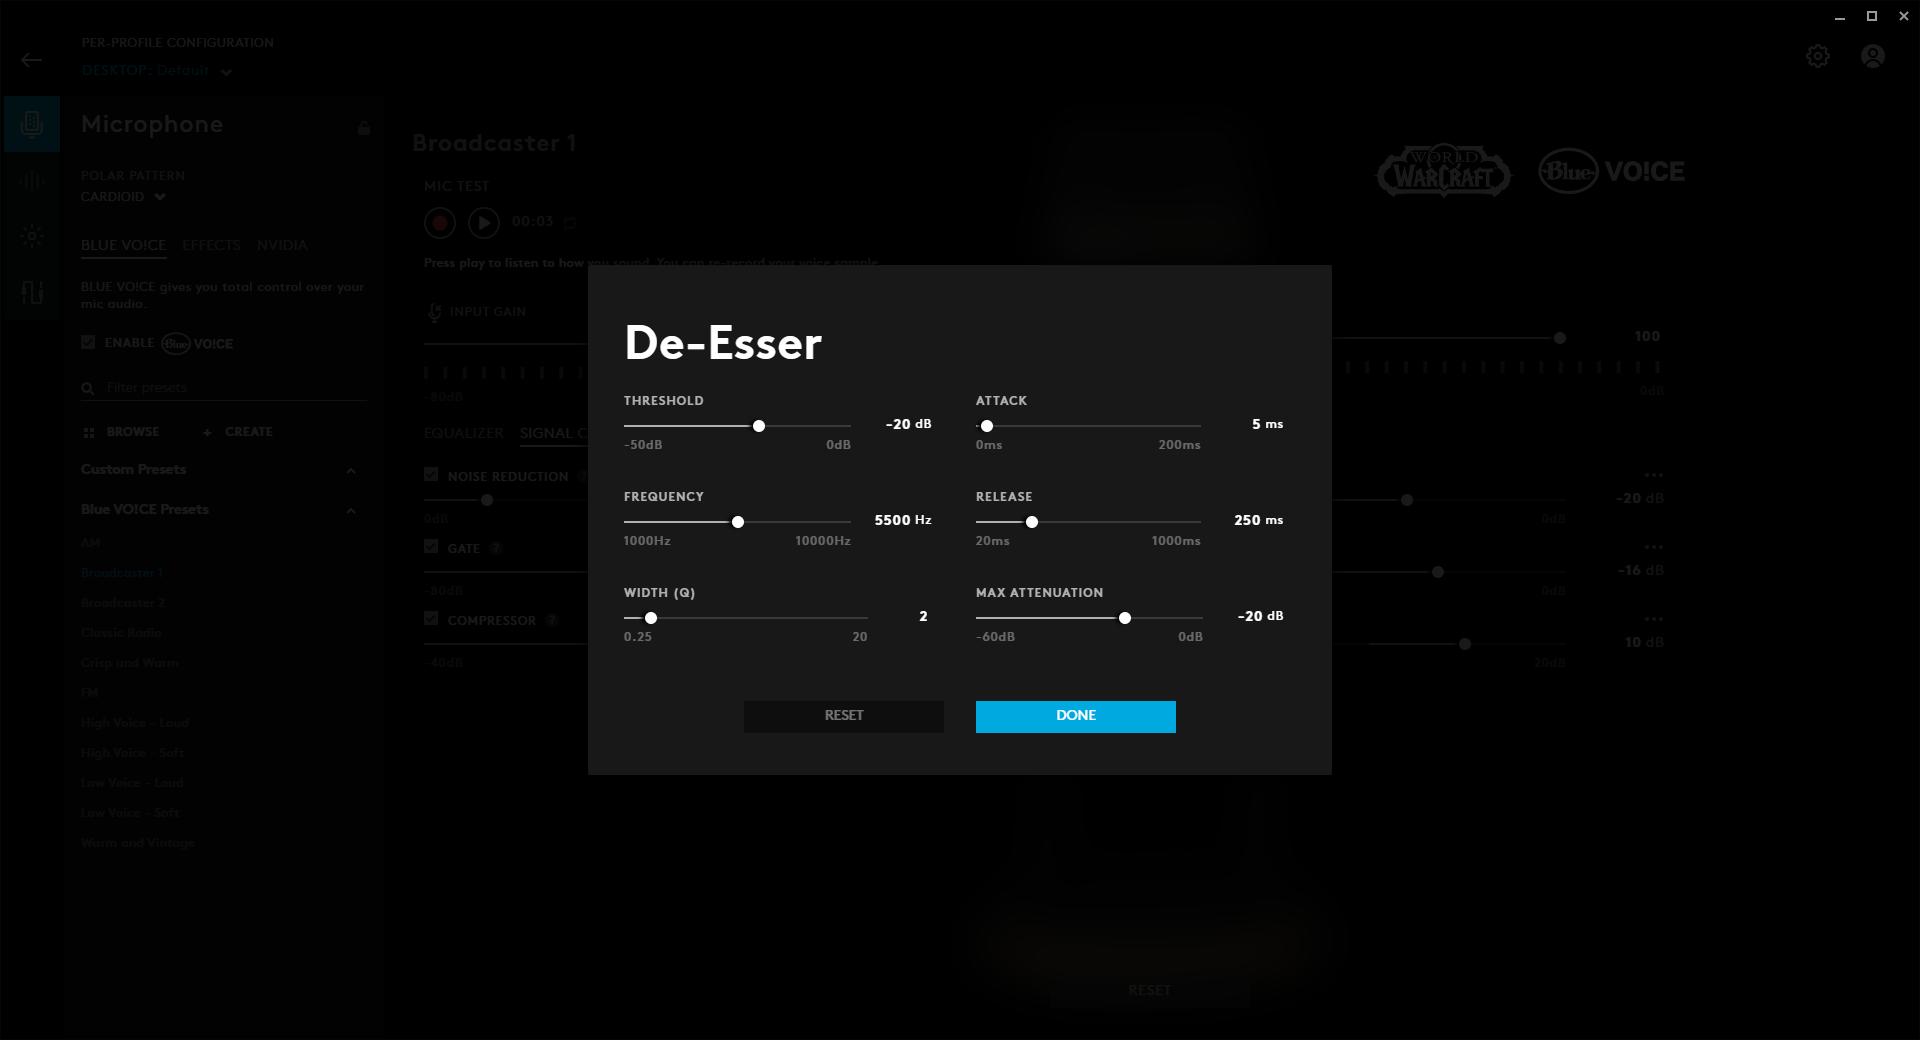 PER-PROFILE CONFIGURATION
DESKTOP: Default
Microphone
POLAR PATTERN
CARDIOID
BLUE VO!CE EFFECTS NVIDIA
BLUE VO!CE gives you total control over your
mic audio.
ENABLE Blue VO!CE
Filter presets
BROWSE + CREATE
Custom Presets
Blue VO!CE Presets
AM
Broadcaster 1
Broadcaster 2
Classic Radio
Crisp and Warm
FM
High Voice - Loud
High Voice - Soft
Low Voice - Loud
Low Voice - Soft
Warm and Vintage
Broadcaster 1
WORLD WARCRAFT
Blue VO!CE
MIC TEST
00:03
Press play to listen to how you sound. You can re-record your voice sample
INPUT GAIN
100
-80dB
0dB
EQUALIZER SIGNAL C
NOISE REDUCTION ?
-20 dB
0dB
0dB
GATE ?
-16 dB
-80dB
0dB
COMPRESSOR ?
10 dB
-40dB
20dB
De-Esser
THRESHOLD
-20 dB
-50dB 0dB
ATTACK
5 ms
0ms 200ms
FREQUENCY
5500 Hz
1000Hz 10000Hz
RELEASE
250 ms
20ms 1000ms
WIDTH (Q)
2
0.25 20
MAX ATTENUATION
-20 dB
-60dB 0dB
RESET
DONE
RESET